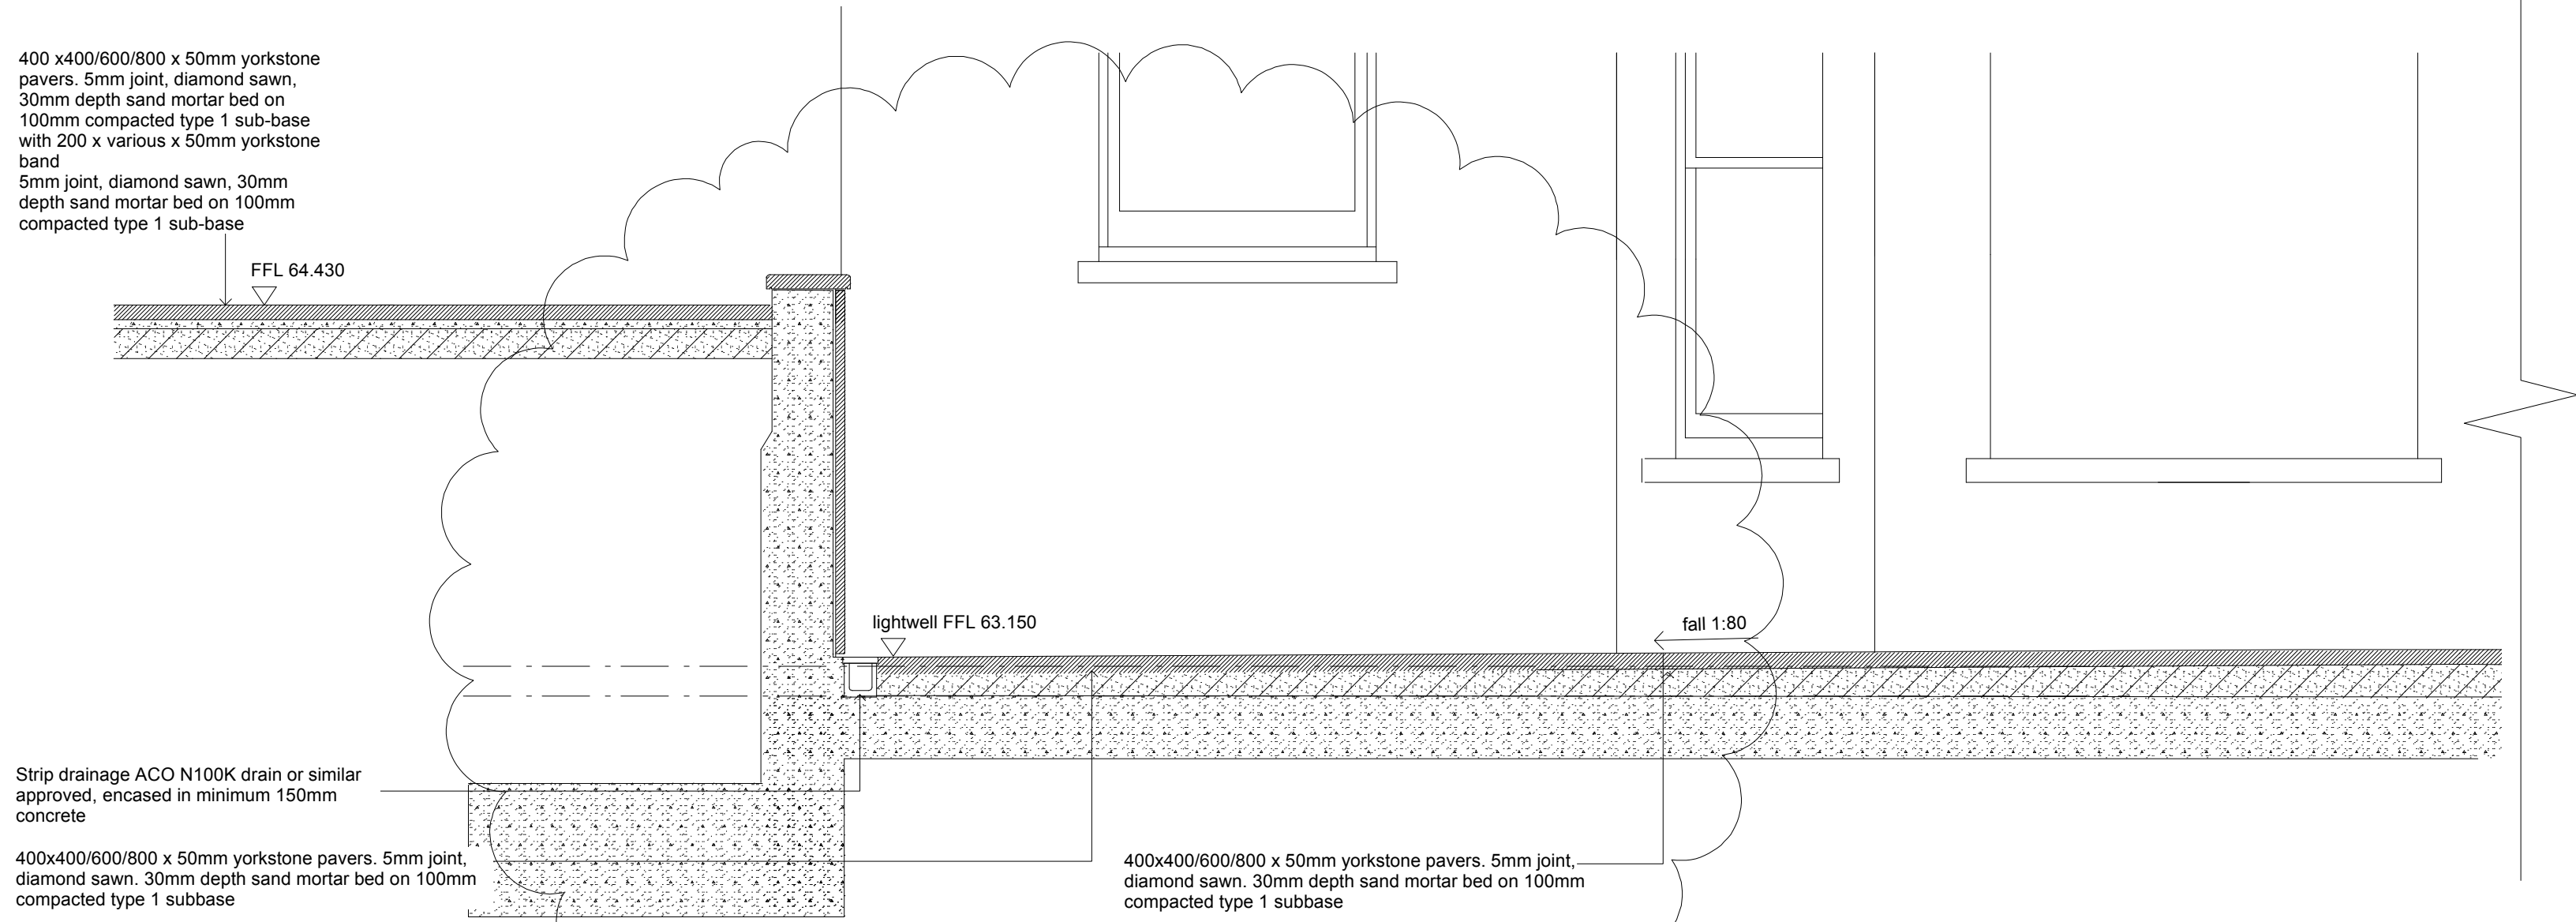 400 x400/600/800 x 50mm yorkstone
pavers. 5mm joint, diamond sawn,
30mm depth sand mortar bed on
100mm compacted type 1 sub-base
with 200 x various x 50mm yorkstone
band
5mm joint, diamond sawn, 30mm
depth sand mortar bed on 100mm
compacted type 1 sub-base
FFL 64.430
lightwell FFL 63.150
fall 1:80
Strip drainage ACO N100K drain or similar
approved, encased in minimum 150mm
concrete
400x400/600/800 x 50mm yorkstone pavers. 5mm joint,
diamond sawn. 30mm depth sand mortar bed on 100mm
compacted type 1 subbase
400x400/600/800 x 50mm yorkstone pavers. 5mm joint,
diamond sawn. 30mm depth sand mortar bed on 100mm
compacted type 1 subbase